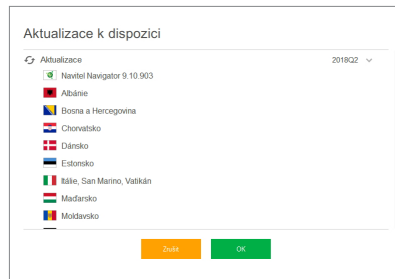 Aktualizace k dispozici
Aktualizace 2018Q2
Navitel Navigator 9.10.903
Albánie
Bosna a Hercegovina
Chorvatsko
Dánsko
Estonsko
Itálie, San Marino, Vatikán
Maďarsko
Moldavsko
Zrušit OK